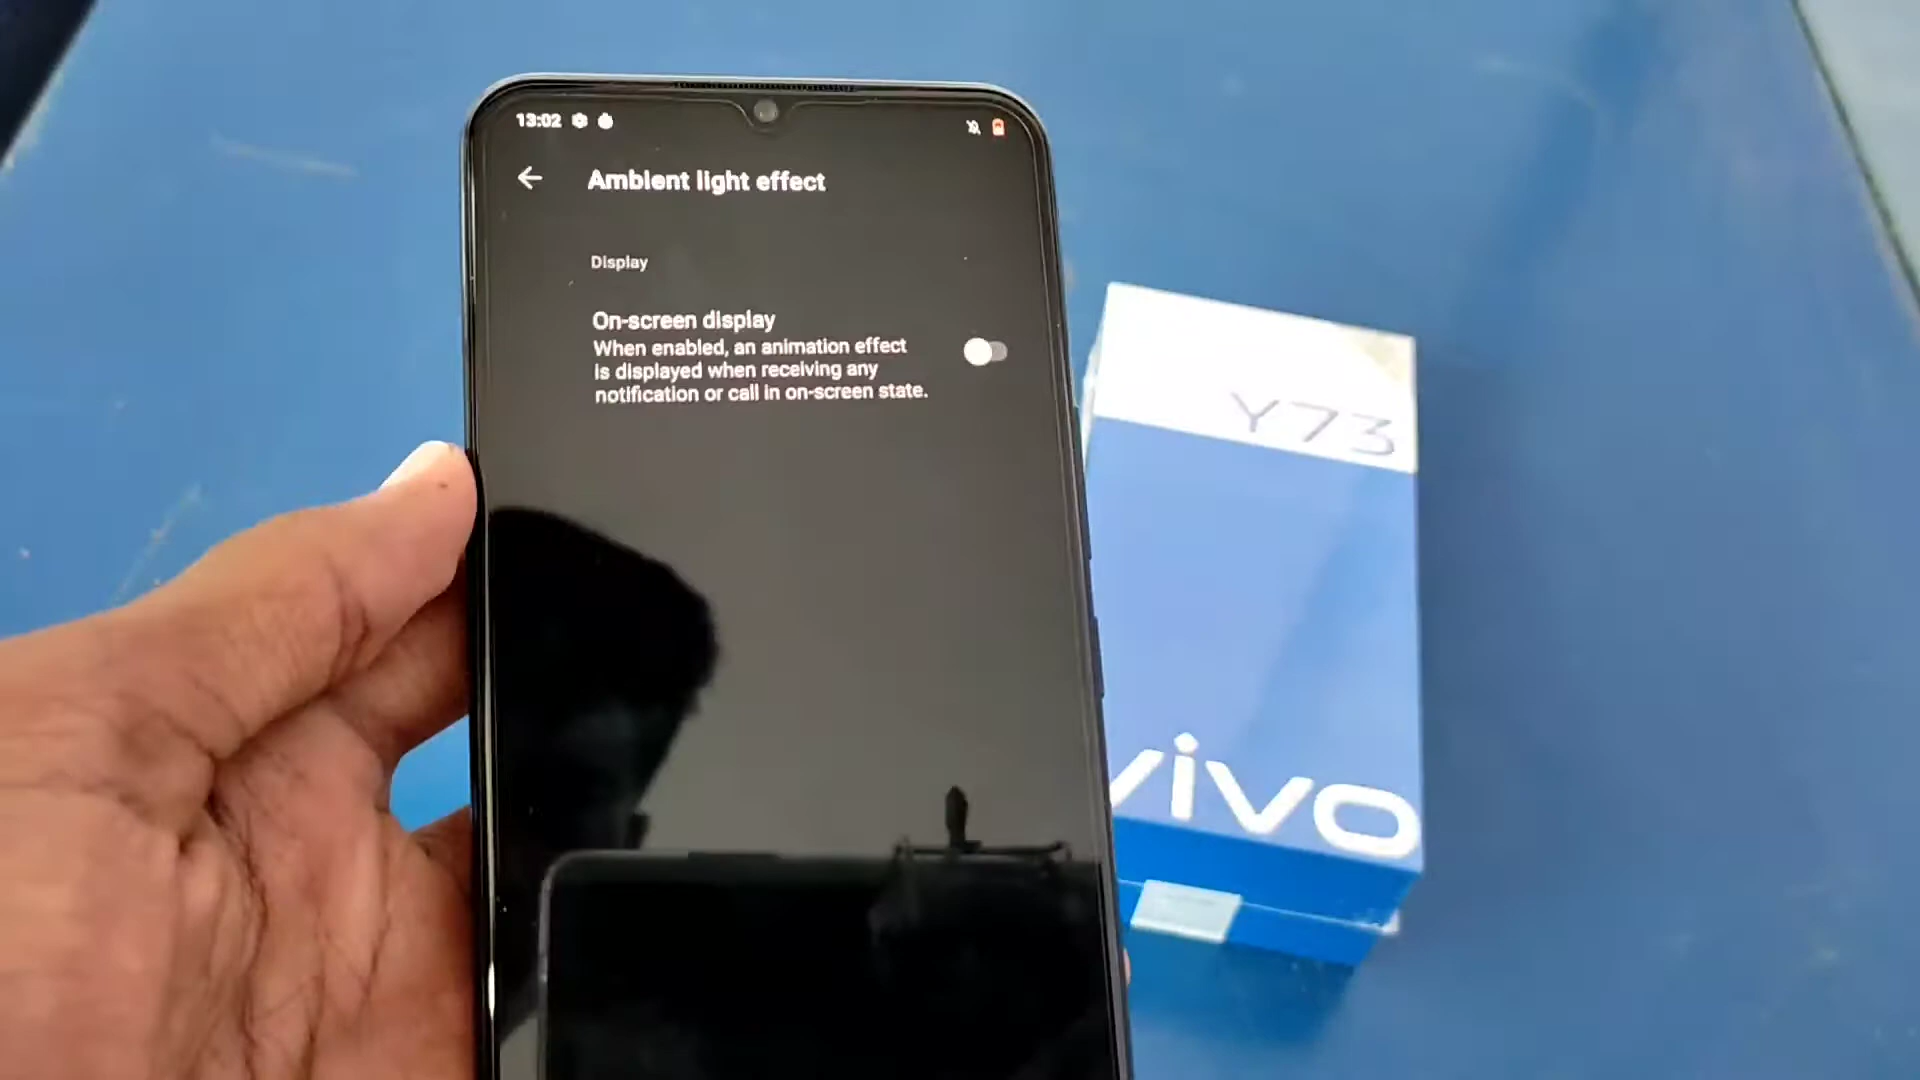 13:02
Ambient light effect
Display
On-screen display
When enabled, an animation effect
is displayed when receiving any
notification or call in on-screen state.
Y73
vivo